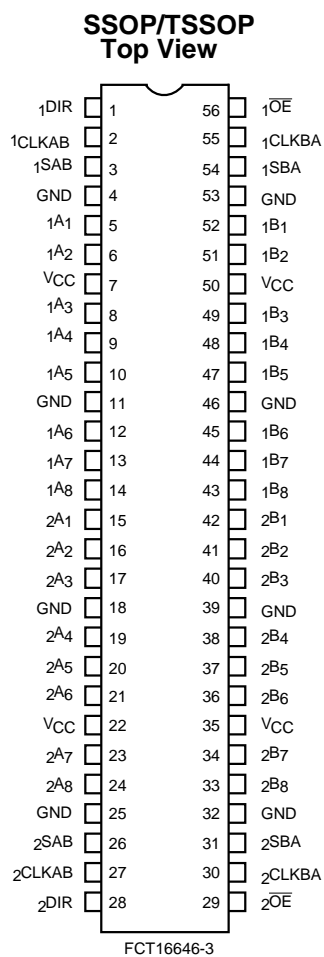 SSOP/TSSOP
Top View
1DIR 1 56 1OE
1CLKAB 2 55 1CLKBA
1SAB 3 54 1SBA
GND 4 53 GND
1A1 5 52 1B1
1A2 6 51 1B2
VCC 7 50 VCC
1A3 8 49 1B3
1A4 9 48 1B4
1A5 10 47 1B5
GND 11 46 GND
1A6 12 45 1B6
1A7 13 44 1B7
1A8 14 43 1B8
2A1 15 42 2B1
2A2 16 41 2B2
2A3 17 40 2B3
GND 18 39 GND
2A4 19 38 2B4
2A5 20 37 2B5
2A6 21 36 2B6
VCC 22 35 VCC
2A7 23 34 2B7
2A8 24 33 2B8
GND 25 32 GND
2SAB 26 31 2SBA
2CLKAB 27 30 2CLKBA
2DIR 28 29 2OE
FCT16646-3